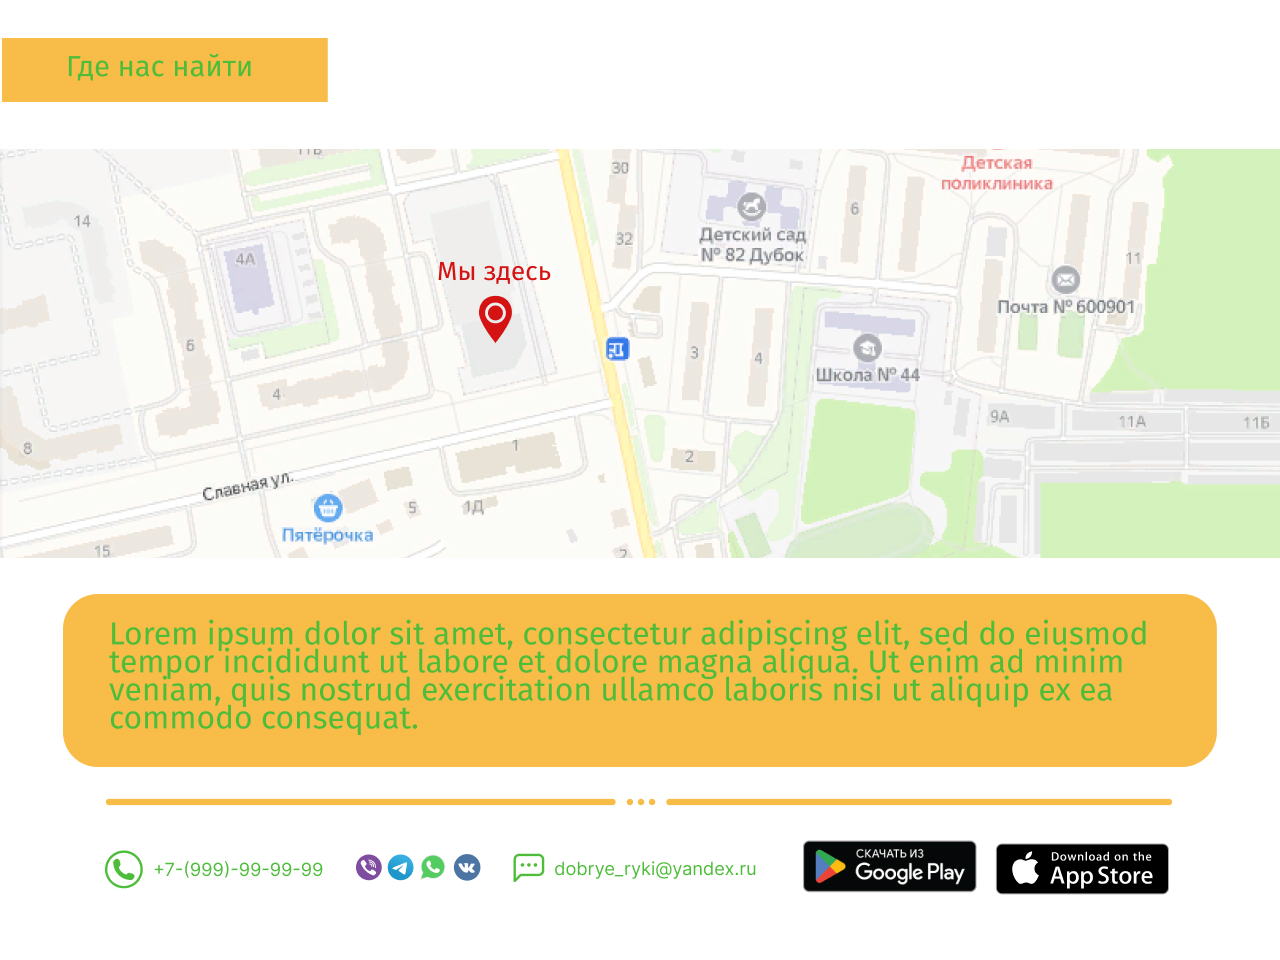 Где нас найти
11В
30
Детская
поликлиника
14
6
32
Детский сад
№ 82 Дубок
4А
11
Мы здесь
Почта № 600901
6
3
4
Школа № 44
4
9А
11А
11Б
8
1
2
Славная ул.
5
1Д
Пятёрочка
15
2
Lorem ipsum dolor sit amet, consectetur adipiscing elit, sed do eiusmod
tempor incididunt ut labore et dolore magna aliqua. Ut enim ad minim
veniam, quis nostrud exercitation ullamco laboris nisi ut aliquip ex ea
commodo consequat.
+7-(999)-99-99-99
dobrye_ryki@yandex.ru
СКАЧАТЬ ИЗ
Google Play
Download on the
App Store